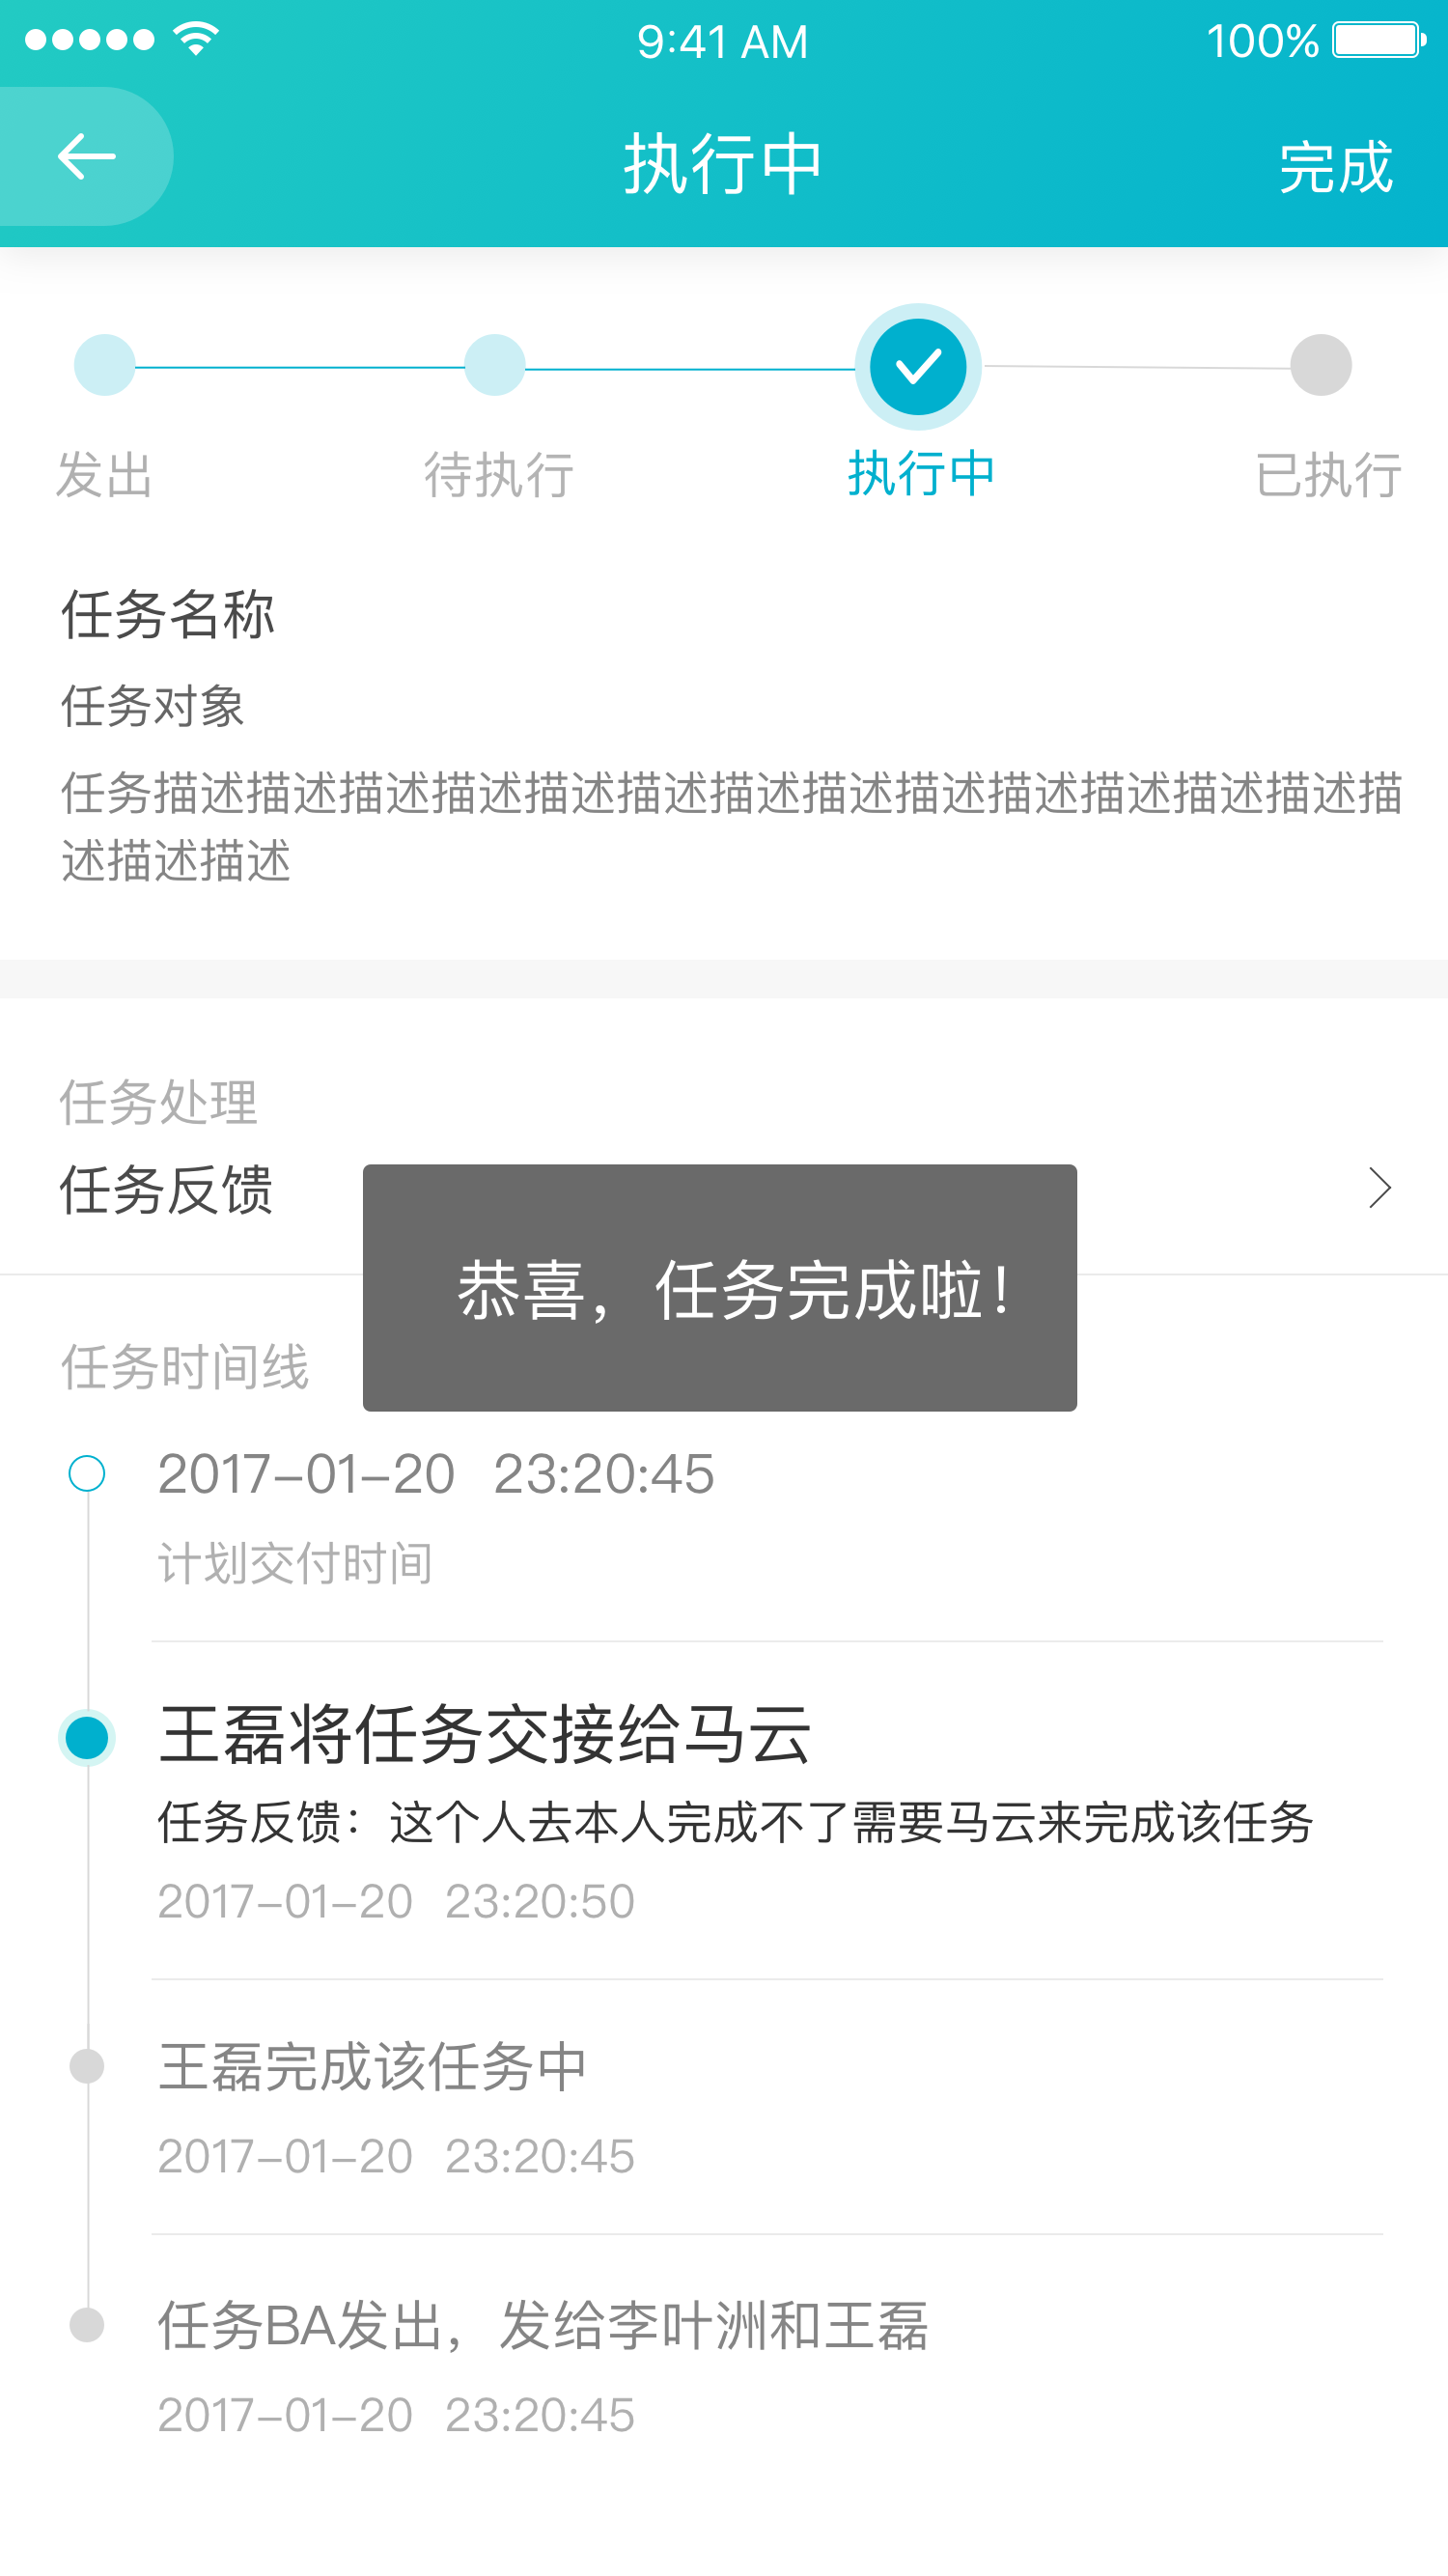 9:41 AM
100%
执行中
完成
发出
待执行
执行中
已执行
任务名称
任务对象
任务描述描述描述描述描述描述描述描述描述描述描述描述描述描
述描述描述
任务处理
任务反馈
恭喜，任务完成啦！
任务时间线
2017-01-20 23:20:45
计划交付时间
王磊将任务交接给马云
任务反馈：这个人去本人完成不了需要马云来完成该任务
2017-01-20 23:20:50
王磊完成该任务中
2017-01-20 23:20:45
任务BA发出，发给李叶洲和王磊
2017-01-20 23:20:45